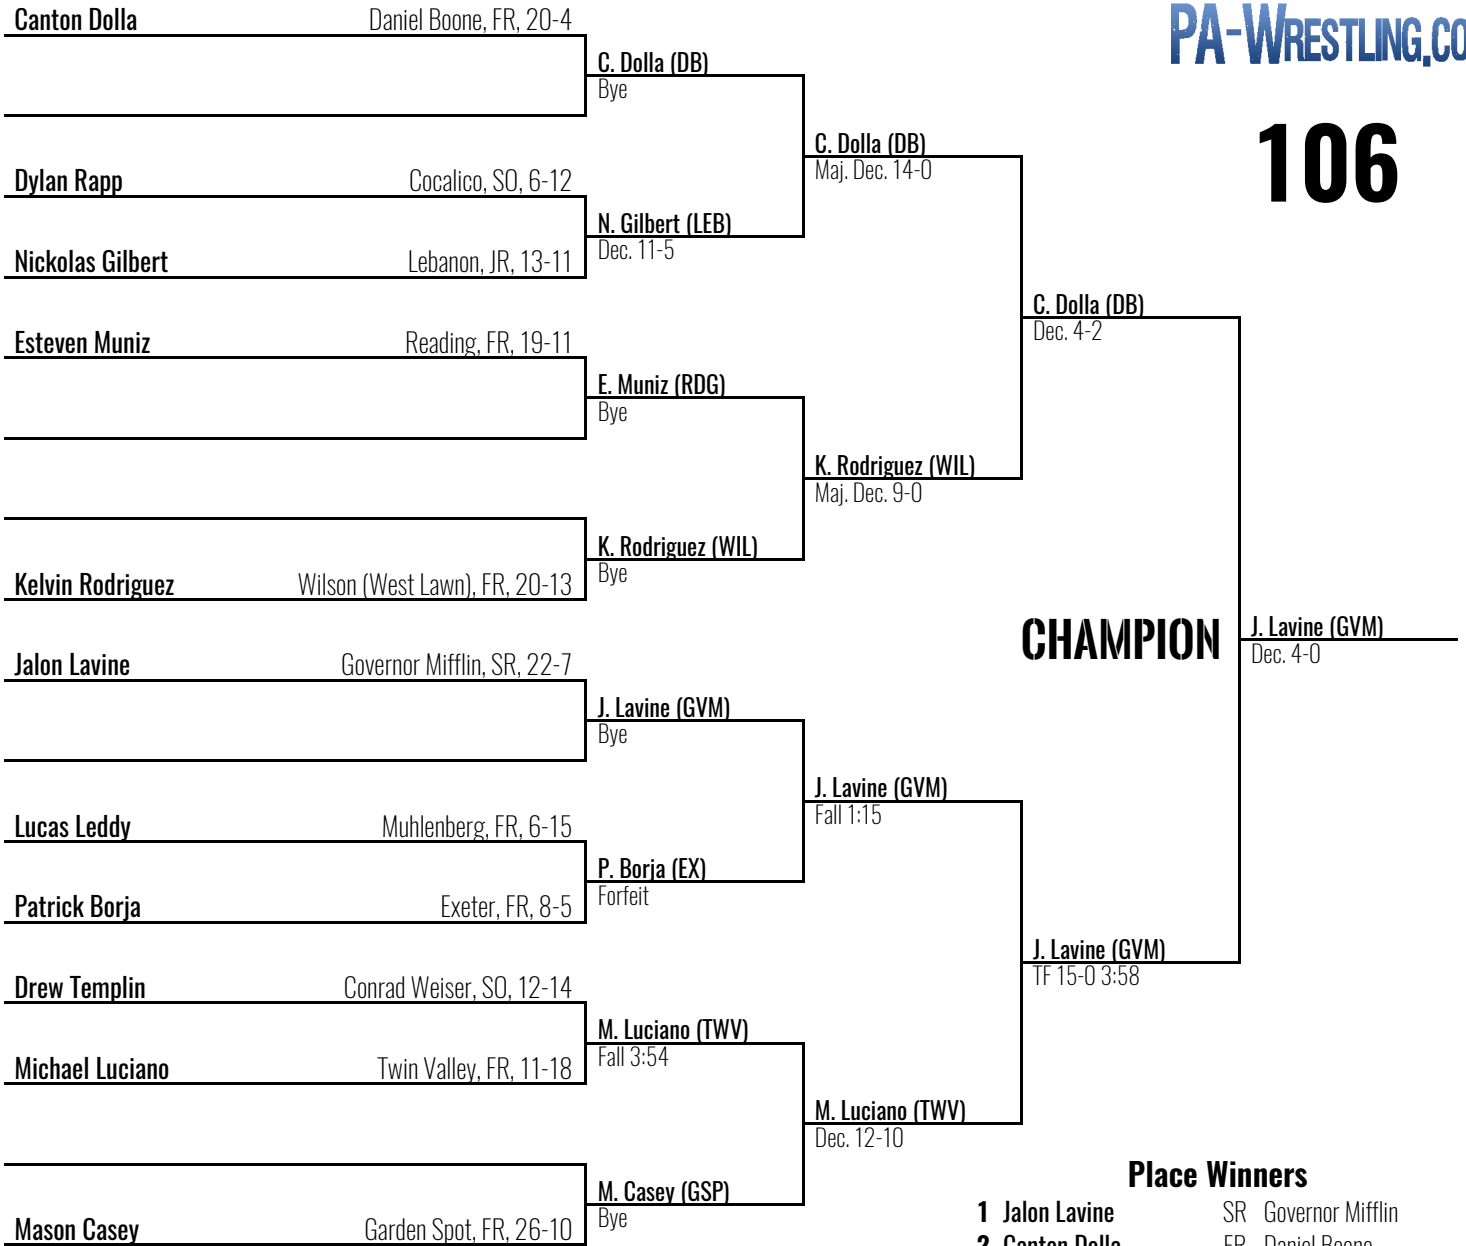 PA-WRESTLING.CO
106
Canton Dolla Daniel Boone, FR, 20-4
C. Dolla (DB)
Bye
C. Dolla (DB)
Maj. Dec. 14-0
Dylan Rapp Cocalico, SO, 6-12
N. Gilbert (LEB)
Dec. 11-5
Nickolas Gilbert Lebanon, JR, 13-11
C. Dolla (DB)
Dec. 4-2
Esteven Muniz Reading, FR, 19-11
E. Muniz (RDG)
Bye
K. Rodriguez (WIL)
Maj. Dec. 9-0
K. Rodriguez (WIL)
Bye
Kelvin Rodriguez Wilson (West Lawn), FR, 20-13
CHAMPION
J. Lavine (GVM)
Dec. 4-0
Jalon Lavine Governor Mifflin, SR, 22-7
J. Lavine (GVM)
Bye
J. Lavine (GVM)
Fall 1:15
Lucas Leddy Muhlenberg, FR, 6-15
P. Borja (EX)
Forfeit
Patrick Borja Exeter, FR, 8-5
J. Lavine (GVM)
TF 15-0 3:58
Drew Templin Conrad Weiser, SO, 12-14
M. Luciano (TWV)
Fall 3:54
Michael Luciano Twin Valley, FR, 11-18
M. Luciano (TWV)
Dec. 12-10
M. Casey (GSP)
Bye
Mason Casey Garden Spot, FR, 26-10
Place Winners
1 Jalon Lavine SR Governor Mifflin
2 Canton Dolla FR Daniel Boone